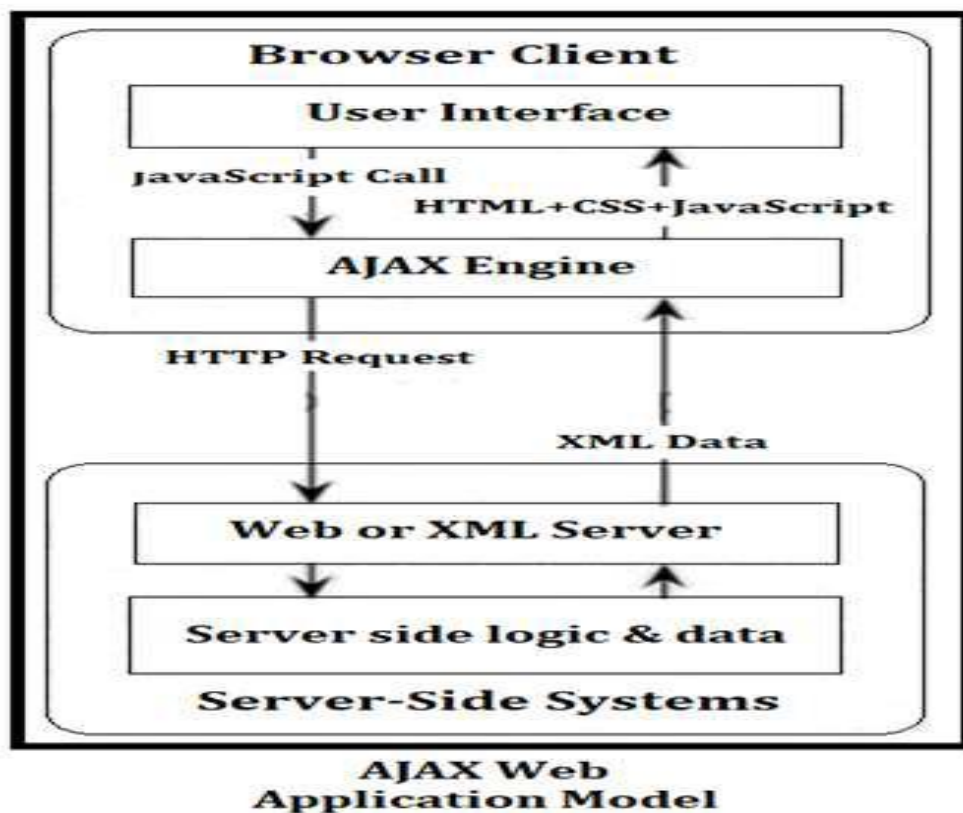 Browser Client
User Interface
JavaScript Call
HTML+CSS+JavaScript
AJAX Engine
HTTP Request
XML Data
Web or XML Server
Server side logic & data
Server-Side Systems
AJAX Web
Application Model